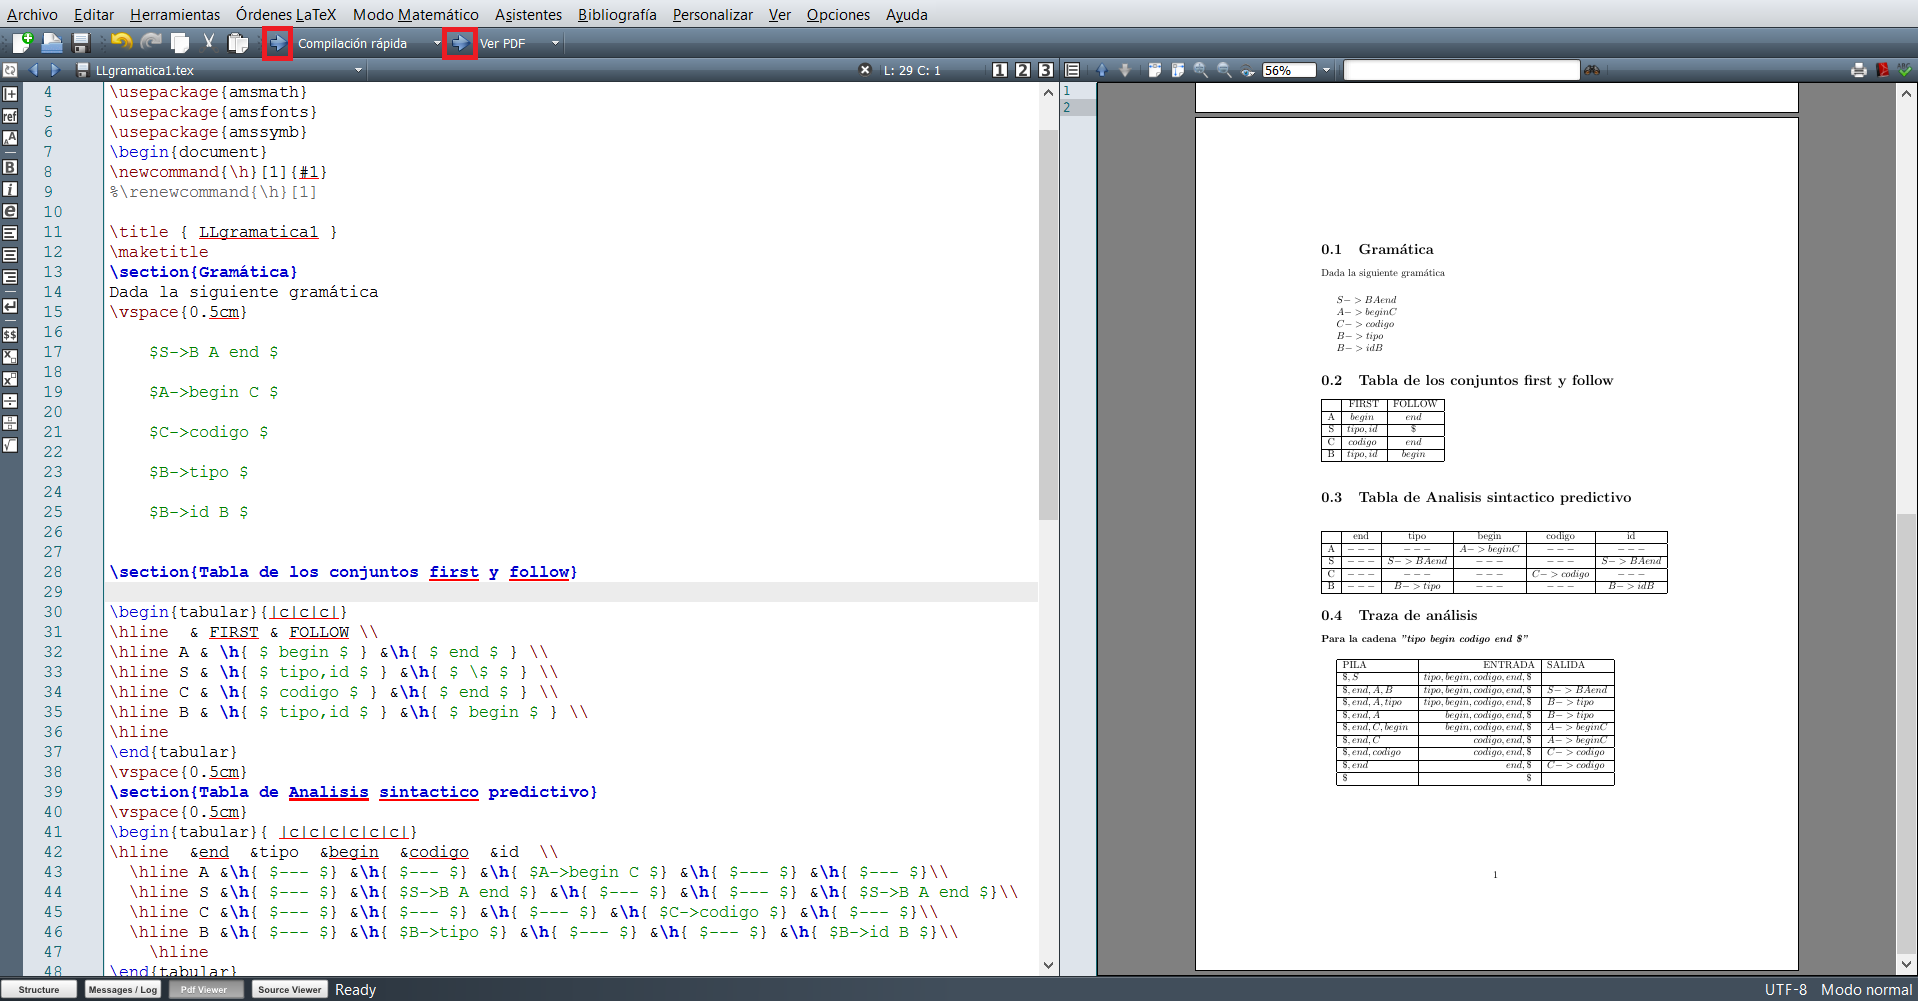 Archivo Editar Herramientas Órdenes LaTeX Modo Matemático Asistentes Bibliografía Personalizar Ver Opciones Ayuda
Compilación rápida Ver PDF
LLgramatica1.tex L: 29 C: 1 1 2 3 56%
4 \usepackage{amsmath}
5 \usepackage{amsfonts}
6 \usepackage{amssymb}
7 \begin{document}
8 \newcommand{\h}[1]{#1}
9 %\renewcommand{\h}[1]
10
11 \title { LLgramatica1 }
12 \maketitle
13 \section{Gramática}
14 Dada la siguiente gramática
15 \vspace{0.5cm}
16
17 $S->B A end $
18
19 $A->begin C $
20
21 $C->codigo $
22
23 $B->tipo $
24
25 $B->id B $
26
27
28 \section{Tabla de los conjuntos first y follow}
29
30 \begin{tabular}{|c|c|c|}
31 \hline & FIRST & FOLLOW \\
32 \hline A & \h{ $ begin $ } &\h{ $ end $ } \\
33 \hline S & \h{ $ tipo,id $ } &\h{ $ \$ $ } \\
34 \hline C & \h{ $ codigo $ } &\h{ $ end $ } \\
35 \hline B & \h{ $ tipo,id $ } &\h{ $ begin $ } \\
36 \hline
37 \end{tabular}
38 \vspace{0.5cm}
39 \section{Tabla de Analisis sintactico predictivo}
40 \vspace{0.5cm}
41 \begin{tabular}{ |c|c|c|c|c|c|}
42 \hline &end &tipo &begin &codigo &id \\
43 \hline A &\h{ $--- $} &\h{ $--- $} &\h{ $A->begin C $} &\h{ $--- $} &\h{ $--- $}\\
44 \hline S &\h{ $--- $} &\h{ $S->B A end $} &\h{ $--- $} &\h{ $--- $} &\h{ $S->B A end $}\\
45 \hline C &\h{ $--- $} &\h{ $--- $} &\h{ $--- $} &\h{ $C->codigo $} &\h{ $--- $}\\
46 \hline B &\h{ $--- $} &\h{ $B->tipo $} &\h{ $--- $} &\h{ $--- $} &\h{ $B->id B $}\\
47 \hline
48 \end{tabular}
ref
B
i
e
$$
1
2
0.1 Gramática
Dada la siguiente gramática
S− > BAend
A− > beginC
C− > codigo
B− > tipo
B− > idB
0.2 Tabla de los conjuntos first y follow
FIRST FOLLOW
A begin end
S tipo, id $
C codigo end
B tipo, id begin
0.3 Tabla de Analisis sintactico predictivo
end tipo begin codigo id
A − − − − − − A− > beginC − − − − − −
S − − − S− > BAend − − − − − − S− > BAend
C − − − − − − − − − C− > codigo − − −
B − − − B− > tipo − − − − − − B− > idB
0.4 Traza de análisis
Para la cadena ”tipo begin codigo end $”
PILA ENTRADA SALIDA
$, S tipo, begin, codigo, end, $
$, end, A, B tipo, begin, codigo, end, $ S− > BAend
$, end, A, tipo tipo, begin, codigo, end, $ B− > tipo
$, end, A begin, codigo, end, $ B− > tipo
$, end, C, begin begin, codigo, end, $ A− > beginC
$, end, C codigo, end, $ A− > beginC
$, end, codigo codigo, end, $ C− > codigo
$, end end, $ C− > codigo
$ $
1
Structure Messages / Log Pdf Viewer Source Viewer Ready UTF-8 Modo normal